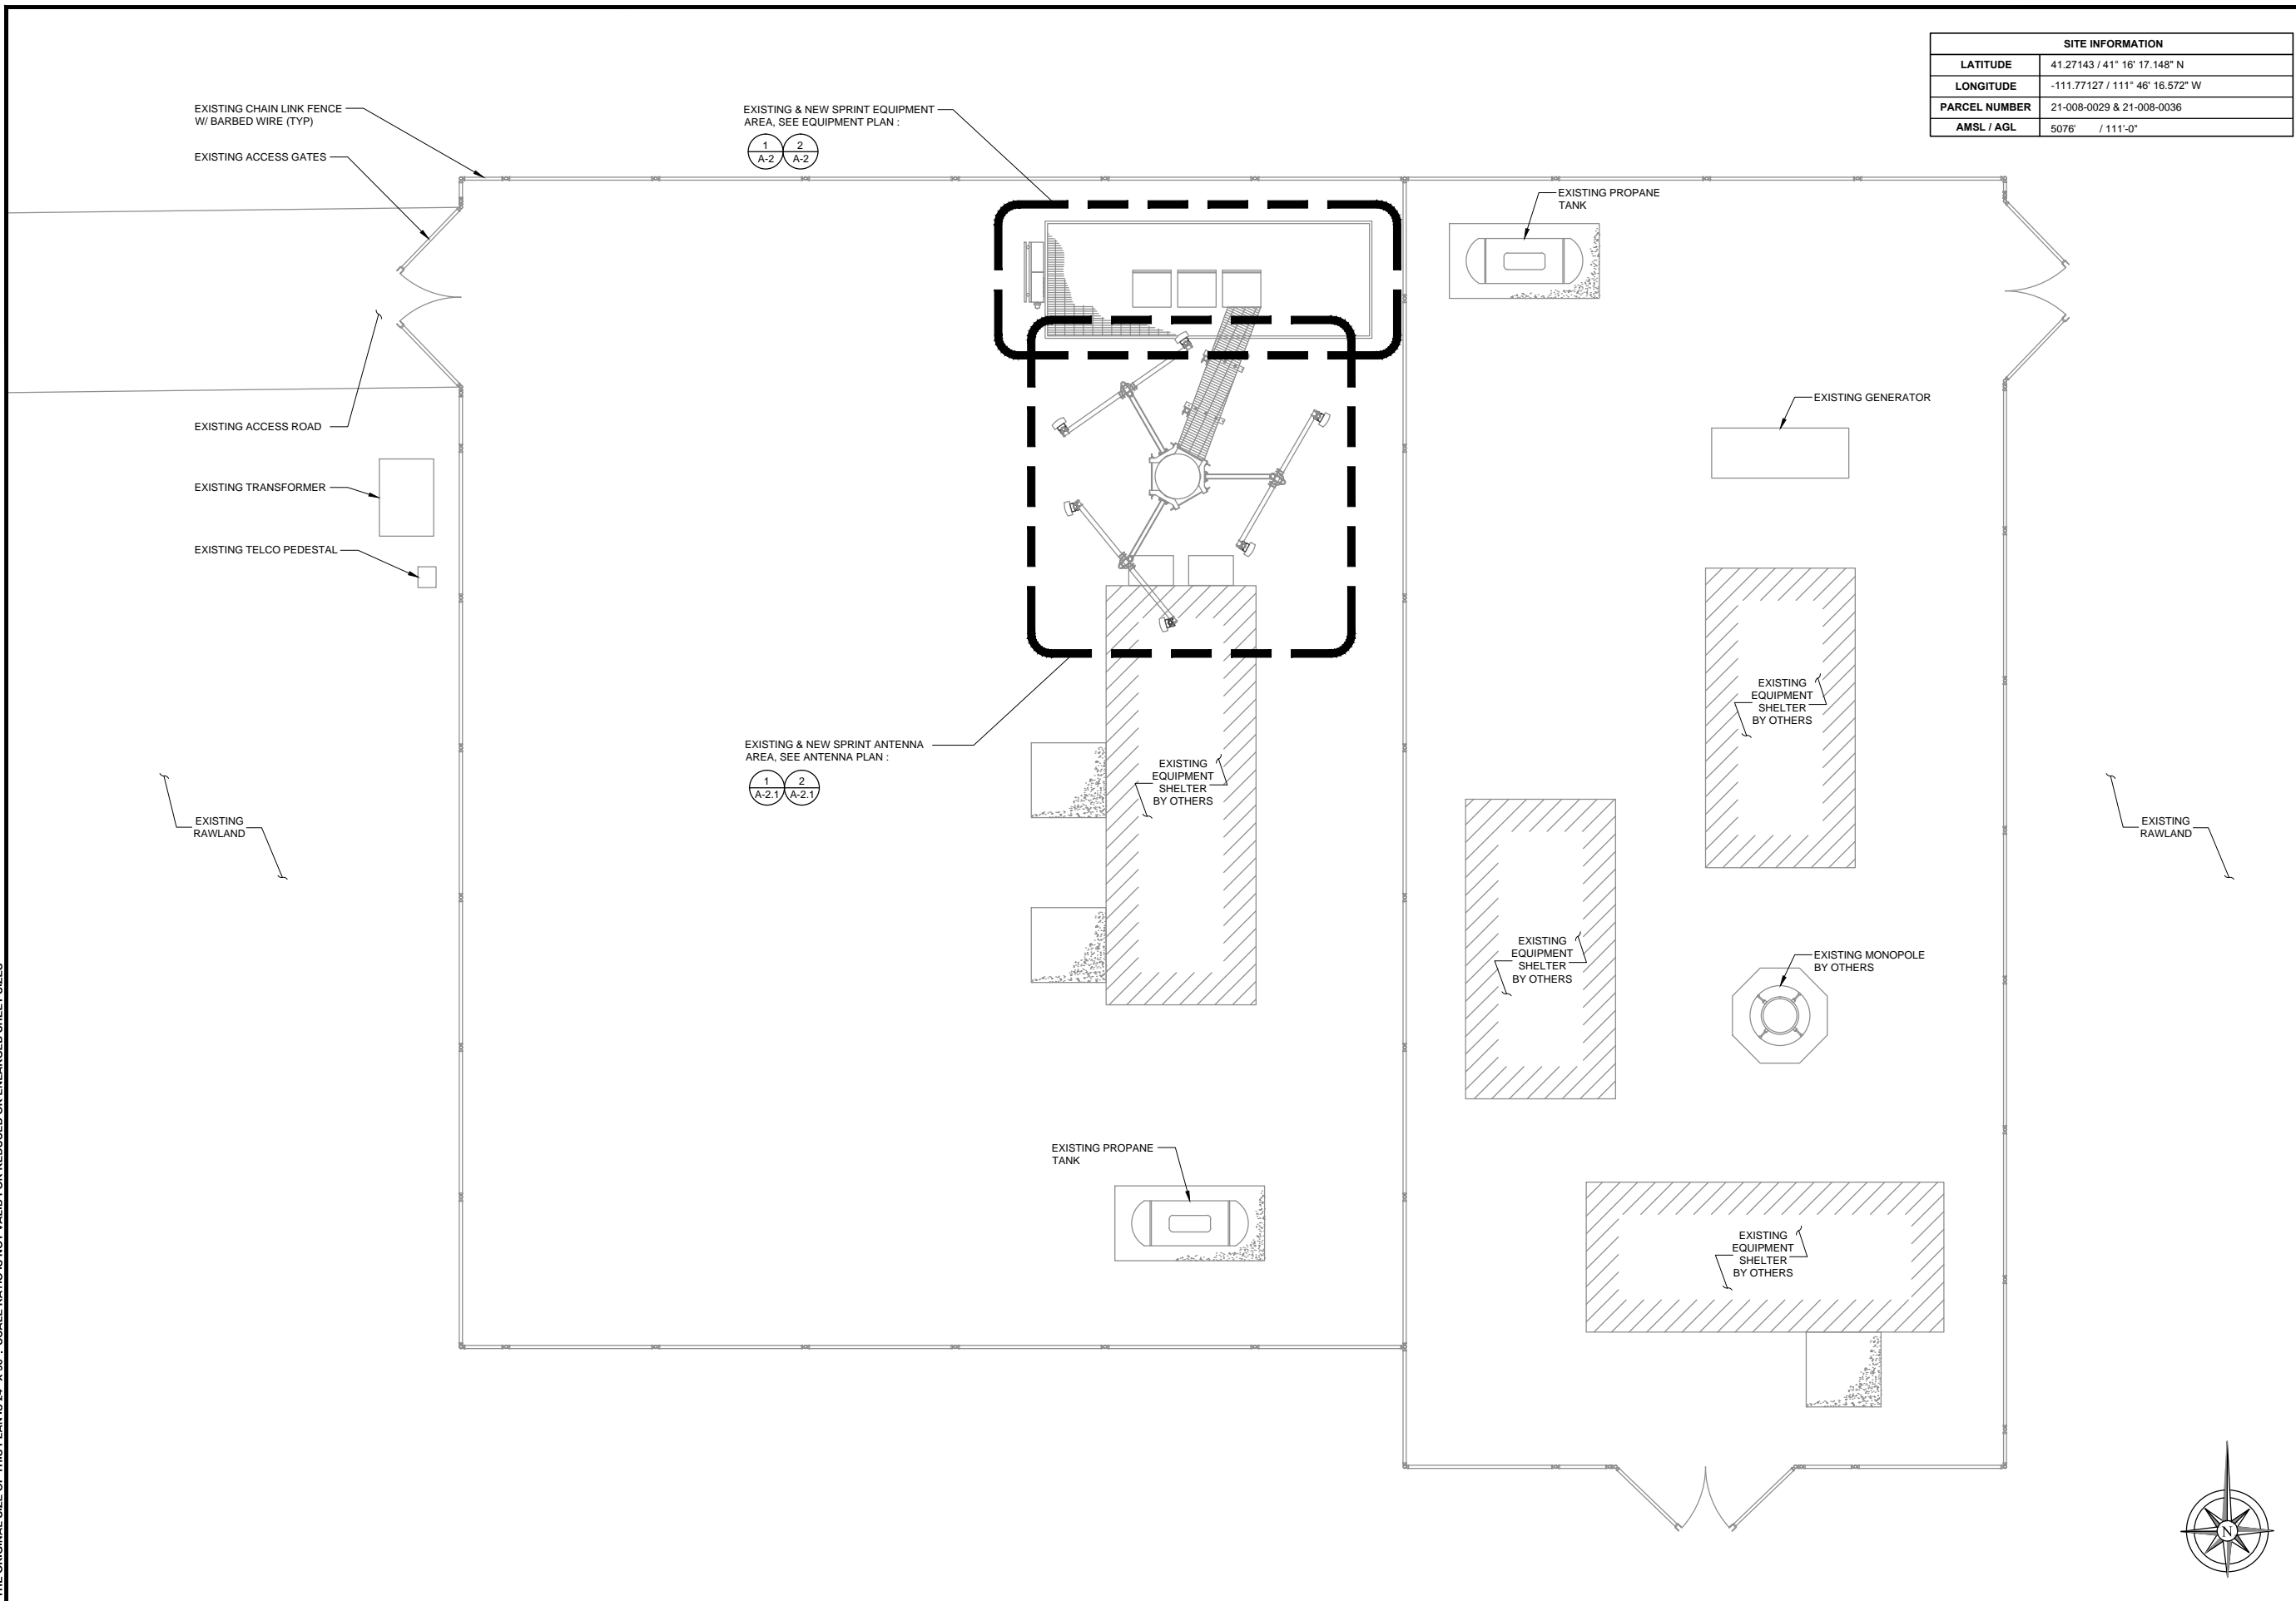 SITE INFORMATION
LATITUDE 41.27143 / 41° 16' 17.148" N
LONGITUDE -111.77127 / 111° 46' 16.572" W
PARCEL NUMBER 21-008-0029 & 21-008-0036
AMSL / AGL 5076' / 111'-0"
EXISTING CHAIN LINK FENCE
W/ BARBED WIRE (TYP)
EXISTING ACCESS GATES
EXISTING & NEW SPRINT EQUIPMENT
AREA, SEE EQUIPMENT PLAN :
1 2
A-2 A-2
EXISTING PROPANE
TANK
EXISTING ACCESS ROAD
EXISTING GENERATOR
EXISTING TRANSFORMER
EXISTING TELCO PEDESTAL
EXISTING
EQUIPMENT
SHELTER
BY OTHERS
EXISTING & NEW SPRINT ANTENNA
AREA, SEE ANTENNA PLAN :
1 2
A-2.1 A-2.1
EXISTING
EQUIPMENT
SHELTER
BY OTHERS
EXISTING
RAWLAND
EXISTING
RAWLAND
EXISTING
EQUIPMENT
SHELTER
BY OTHERS
EXISTING MONOPOLE
BY OTHERS
EXISTING PROPANE
TANK
EXISTING
EQUIPMENT
SHELTER
BY OTHERS
N